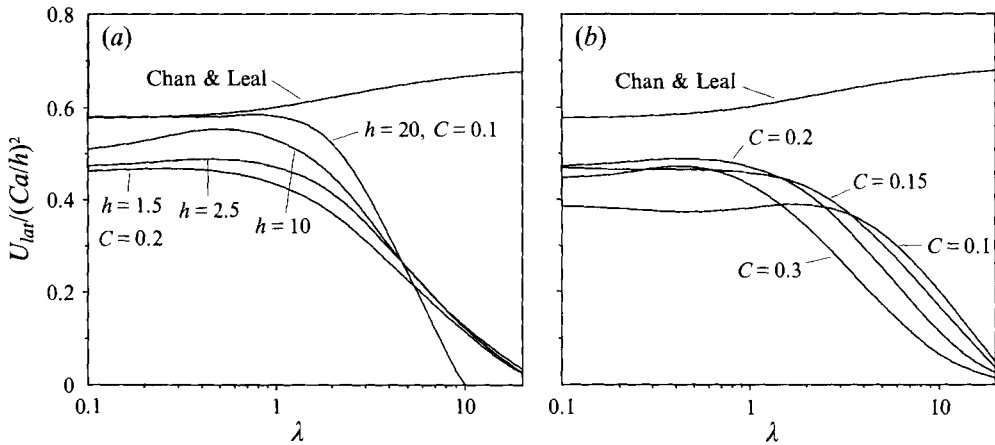 (a)
(b)
Chan & Leal
h = 20, C = 0.1
h = 1.5
h = 2.5
h = 10
C = 0.2
Chan & Leal
C = 0.2
C = 0.15
C = 0.1
C = 0.3
U_lat/(Ca/h)²
0.8
0.6
0.4
0.2
0
0.1
1
10
λ
0.1
1
10
λ